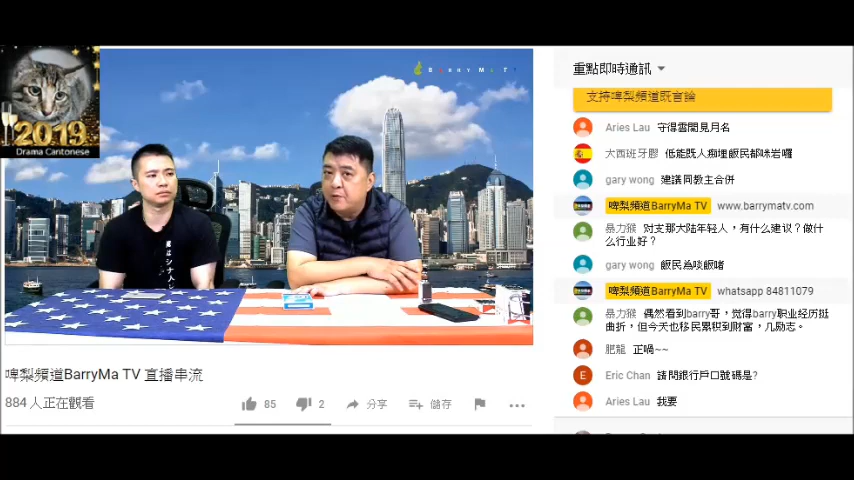 2019
Drama Cantonese
BARRYMA T
重點即時通訊
支持啤梨頻道既言論
Aries Lau 守得雲開見月名
大西班牙膠 低能既人痴埋飯民都咪岩囉
gary wong 建議同教主合併
啤梨頻道BarryMa TV www.barrymatv.com
暴力猴 对支那大陆年轻人，有什么建议？做什
么行业好？
gary wong 飯民為啖飯啫
啤梨頻道BarryMa TV whatsapp 84811079
暴力猴 偶然看到barry哥，觉得barry职业经历挺
曲折，但今天也移民累积到财富，几励志。
肥龍 正喎~~
Eric Chan 請問銀行戶口號碼是?
Aries Lau 我要
啤梨頻道BarryMa TV 直播串流
884 人正在觀看
85
2
分享
儲存